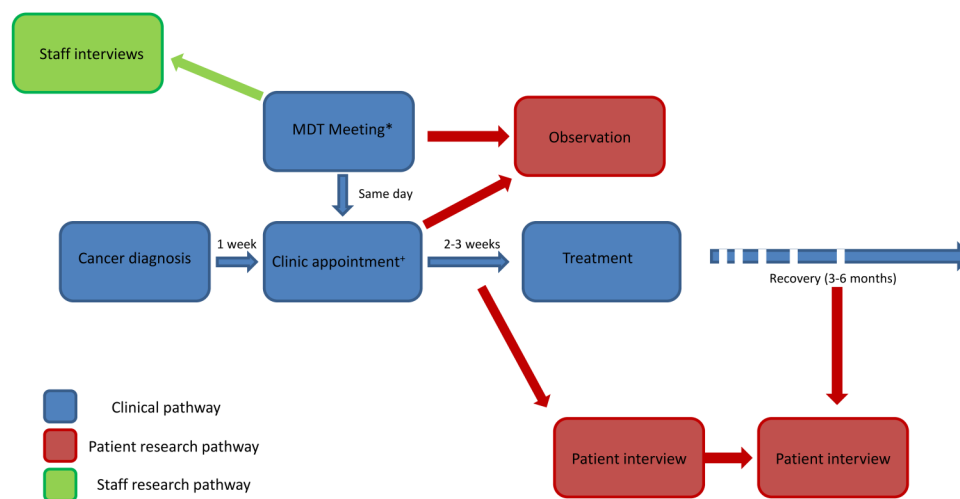 Staff interviews
MDT Meeting*
Observation
Same day
Cancer diagnosis
1 week
Clinic appointment⁺
2-3 weeks
Treatment
Recovery (3-6 months)
Clinical pathway
Patient research pathway
Staff research pathway
Patient interview
Patient interview